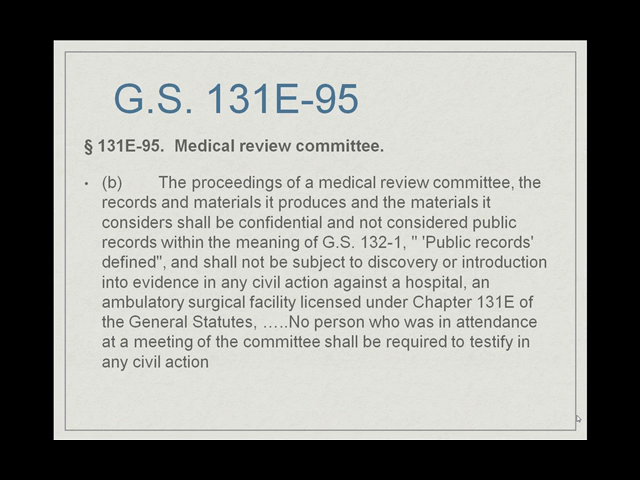 G.S. 131E-95
§ 131E-95.  Medical review committee.
• (b)        The proceedings of a medical review committee, the
records and materials it produces and the materials it
considers shall be confidential and not considered public
records within the meaning of G.S. 132-1, " 'Public records'
defined", and shall not be subject to discovery or introduction
into evidence in any civil action against a hospital, an
ambulatory surgical facility licensed under Chapter 131E of
the General Statutes, …..No person who was in attendance
at a meeting of the committee shall be required to testify in
any civil action